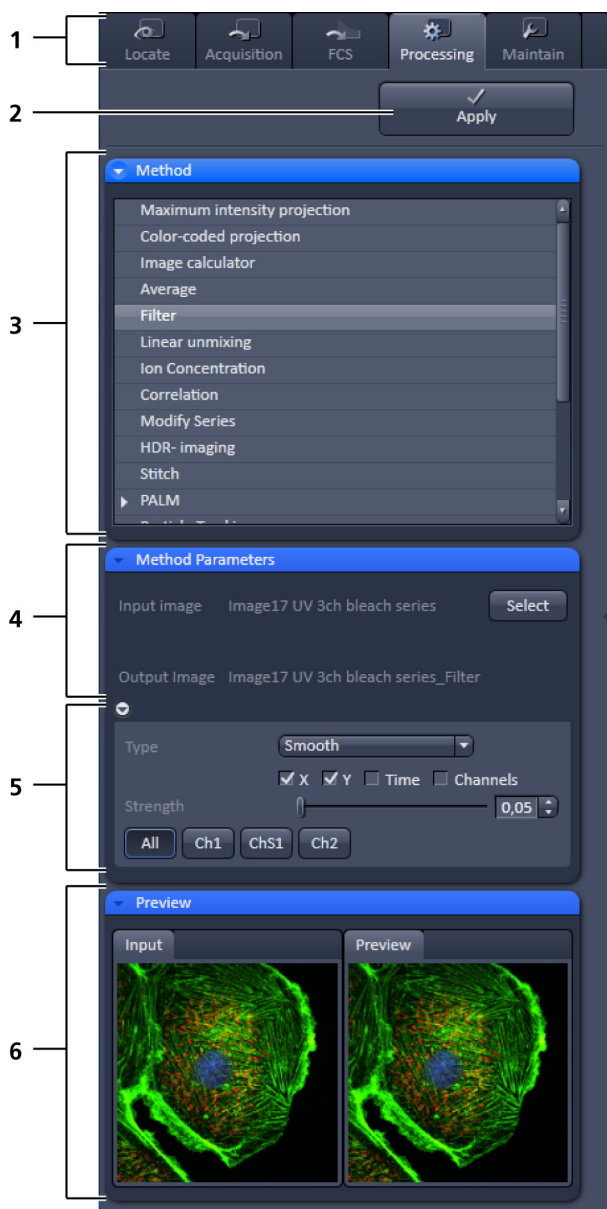 1
Locate Acquisition FCS Processing Maintain
2
Apply
Method
Maximum intensity projection
Color-coded projection
Image calculator
Average
Filter
3
Linear unmixing
Ion Concentration
Correlation
Modify Series
HDR- imaging
Stitch
PALM
Method Parameters
Input image Image17 UV 3ch bleach series Select
4
Output Image Image17 UV 3ch bleach series_Filter
Type Smooth
X Y Time Channels
5
Strength 0,05
All Ch1 ChS1 Ch2
Preview
Input Preview
6